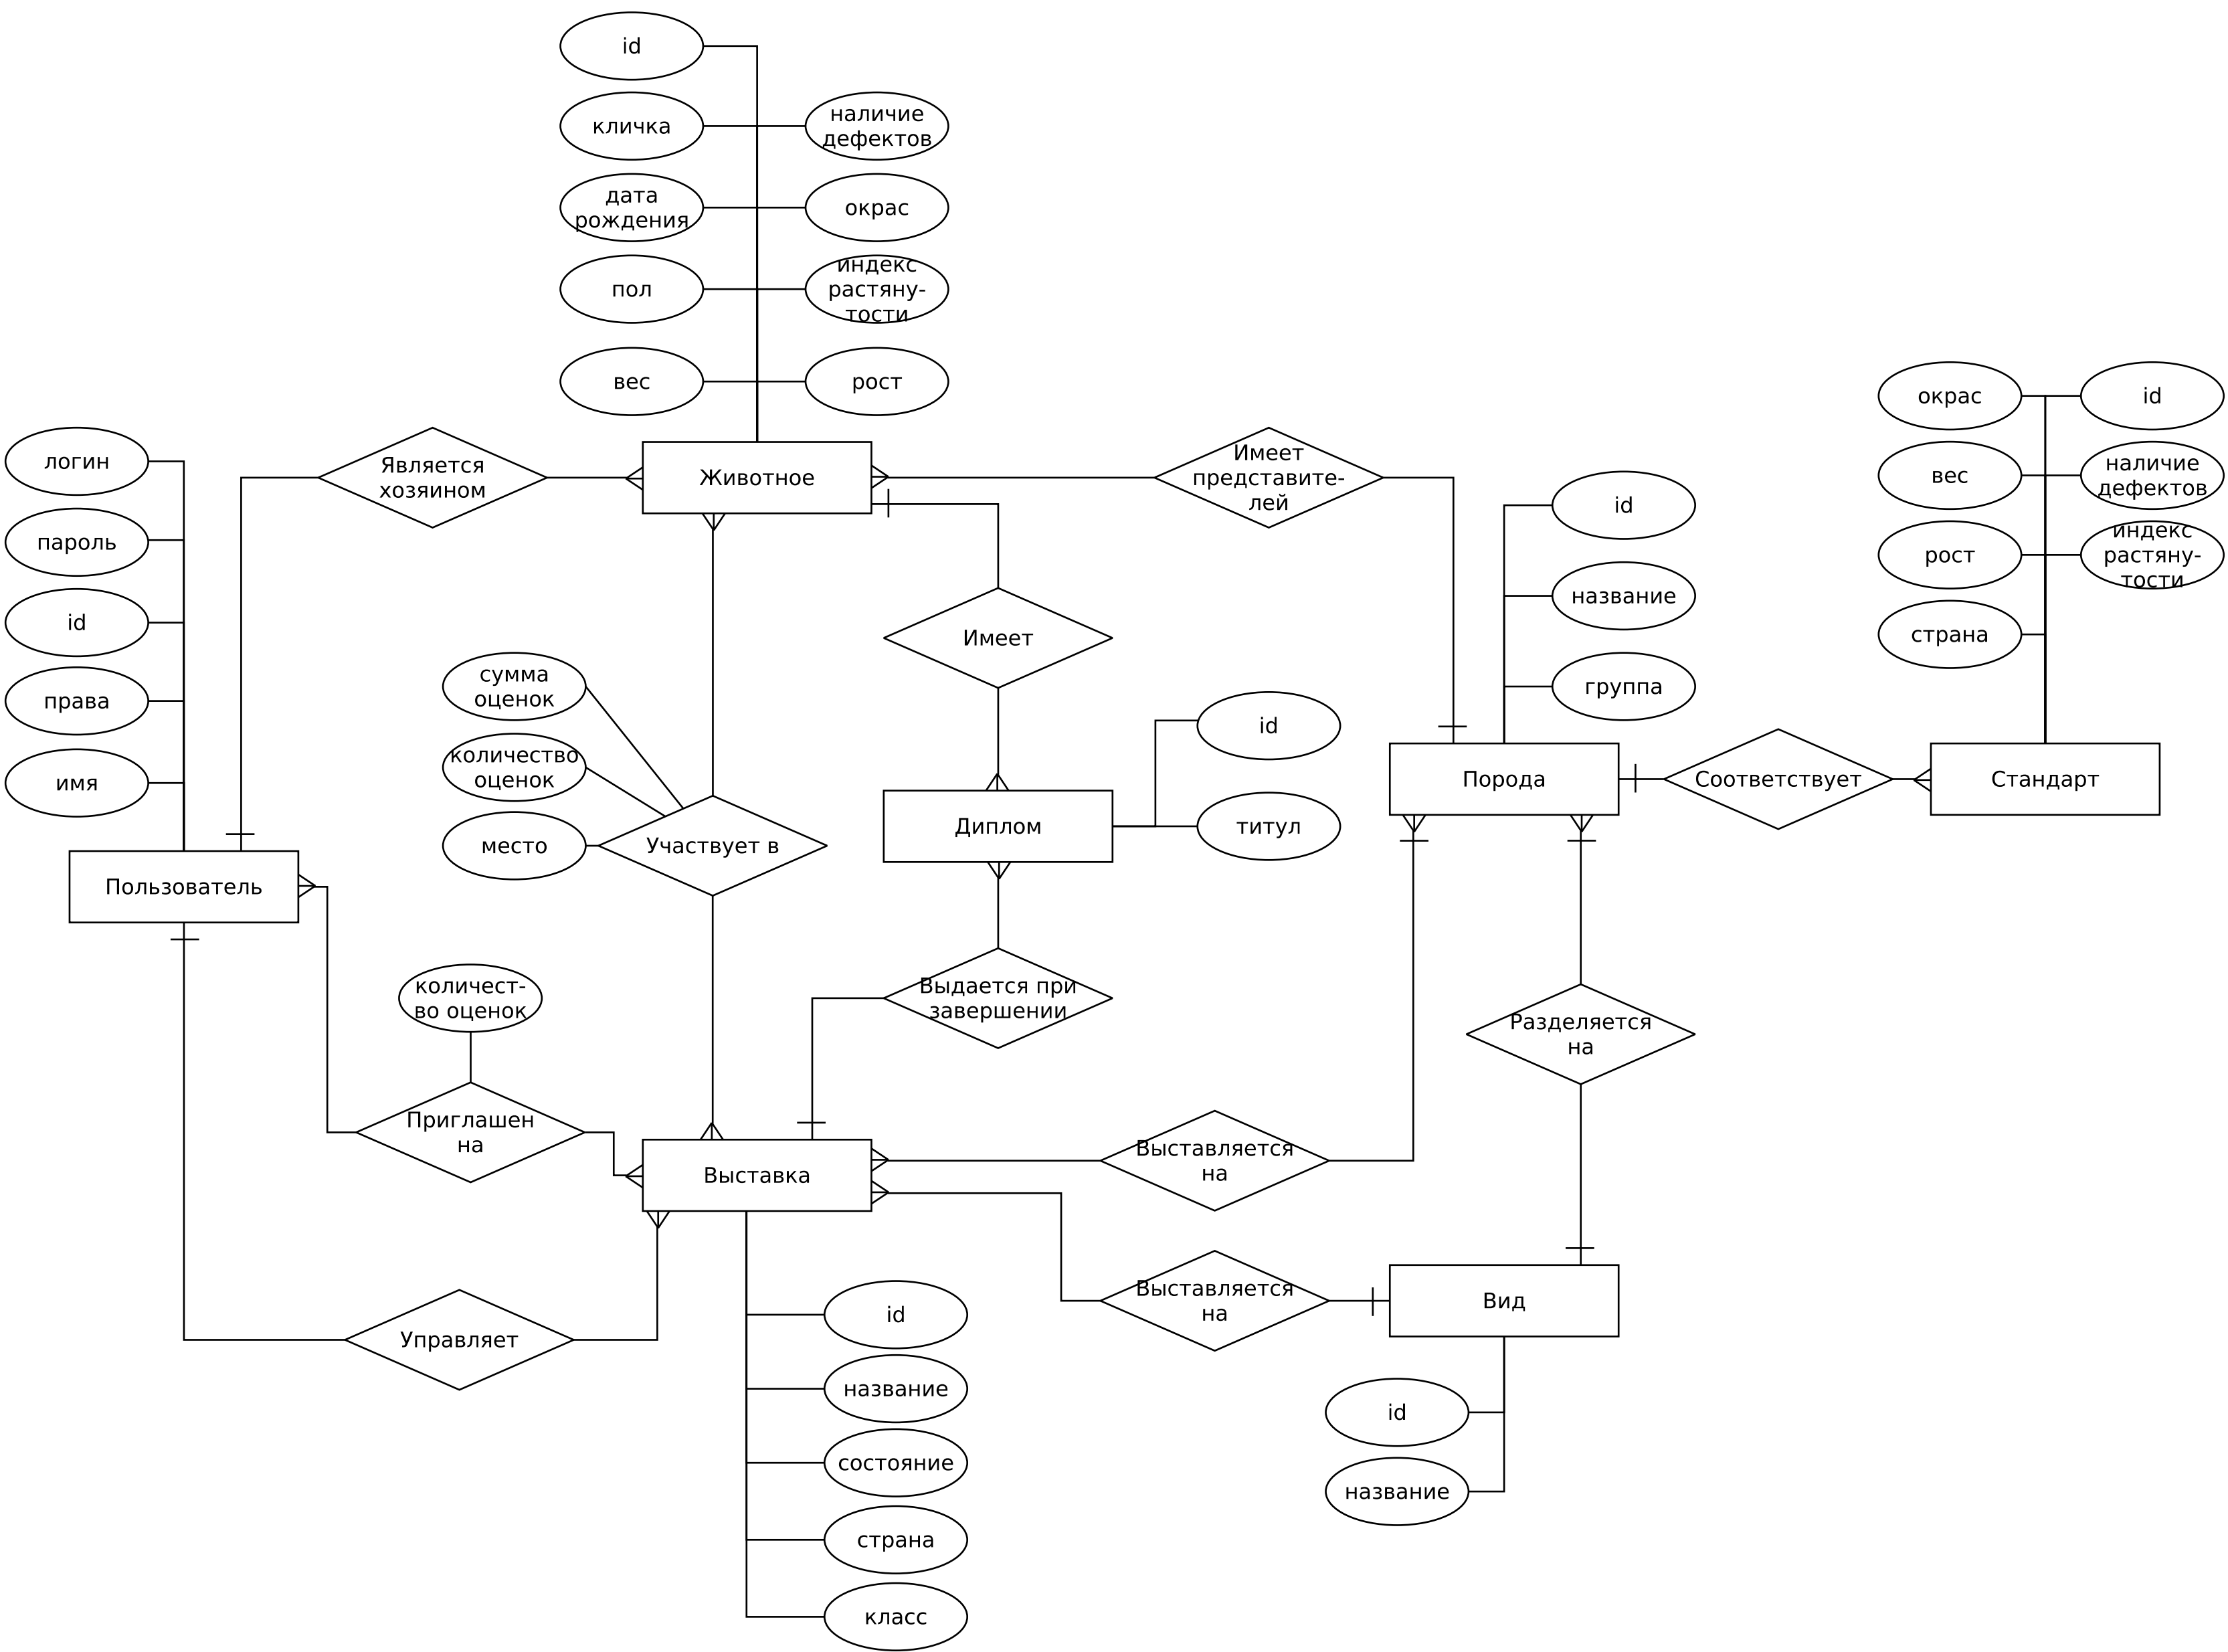 id
кличка
наличие
дефектов
дата
рождения
окрас
пол
индекс
растяну-
тости
вес
рост
окрас
id
логин
Является
хозяином
Животное
Имеет
представите-
лей
вес
наличие
дефектов
id
пароль
рост
индекс
растяну-
тости
название
id
Имеет
страна
сумма
оценок
группа
права
id
количество
оценок
имя
Порода
Соответствует
Стандарт
место
Участвует в
Диплом
титул
Пользователь
количест-
во оценок
Выдается при
завершении
Разделяется
на
Приглашен
на
Выставка
Выставляется
на
Выставляется
на
Вид
Управляет
id
название
id
состояние
название
страна
класс